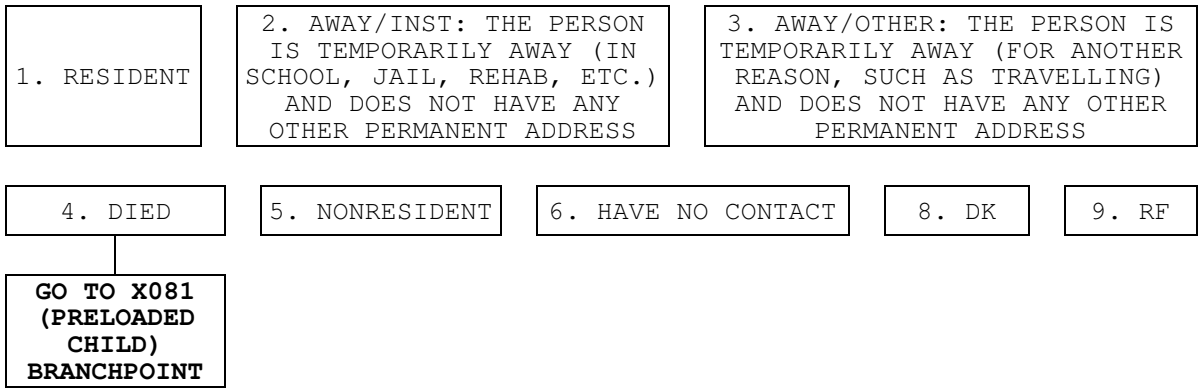 1. RESIDENT
2. AWAY/INST: THE PERSON
IS TEMPORARILY AWAY (IN
SCHOOL, JAIL, REHAB, ETC.)
AND DOES NOT HAVE ANY
OTHER PERMANENT ADDRESS
3. AWAY/OTHER: THE PERSON IS
TEMPORARILY AWAY (FOR ANOTHER
REASON, SUCH AS TRAVELLING)
AND DOES NOT HAVE ANY OTHER
PERMANENT ADDRESS
4. DIED
5. NONRESIDENT
6. HAVE NO CONTACT
8. DK
9. RF
GO TO X081
(PRELOADED
CHILD)
BRANCHPOINT